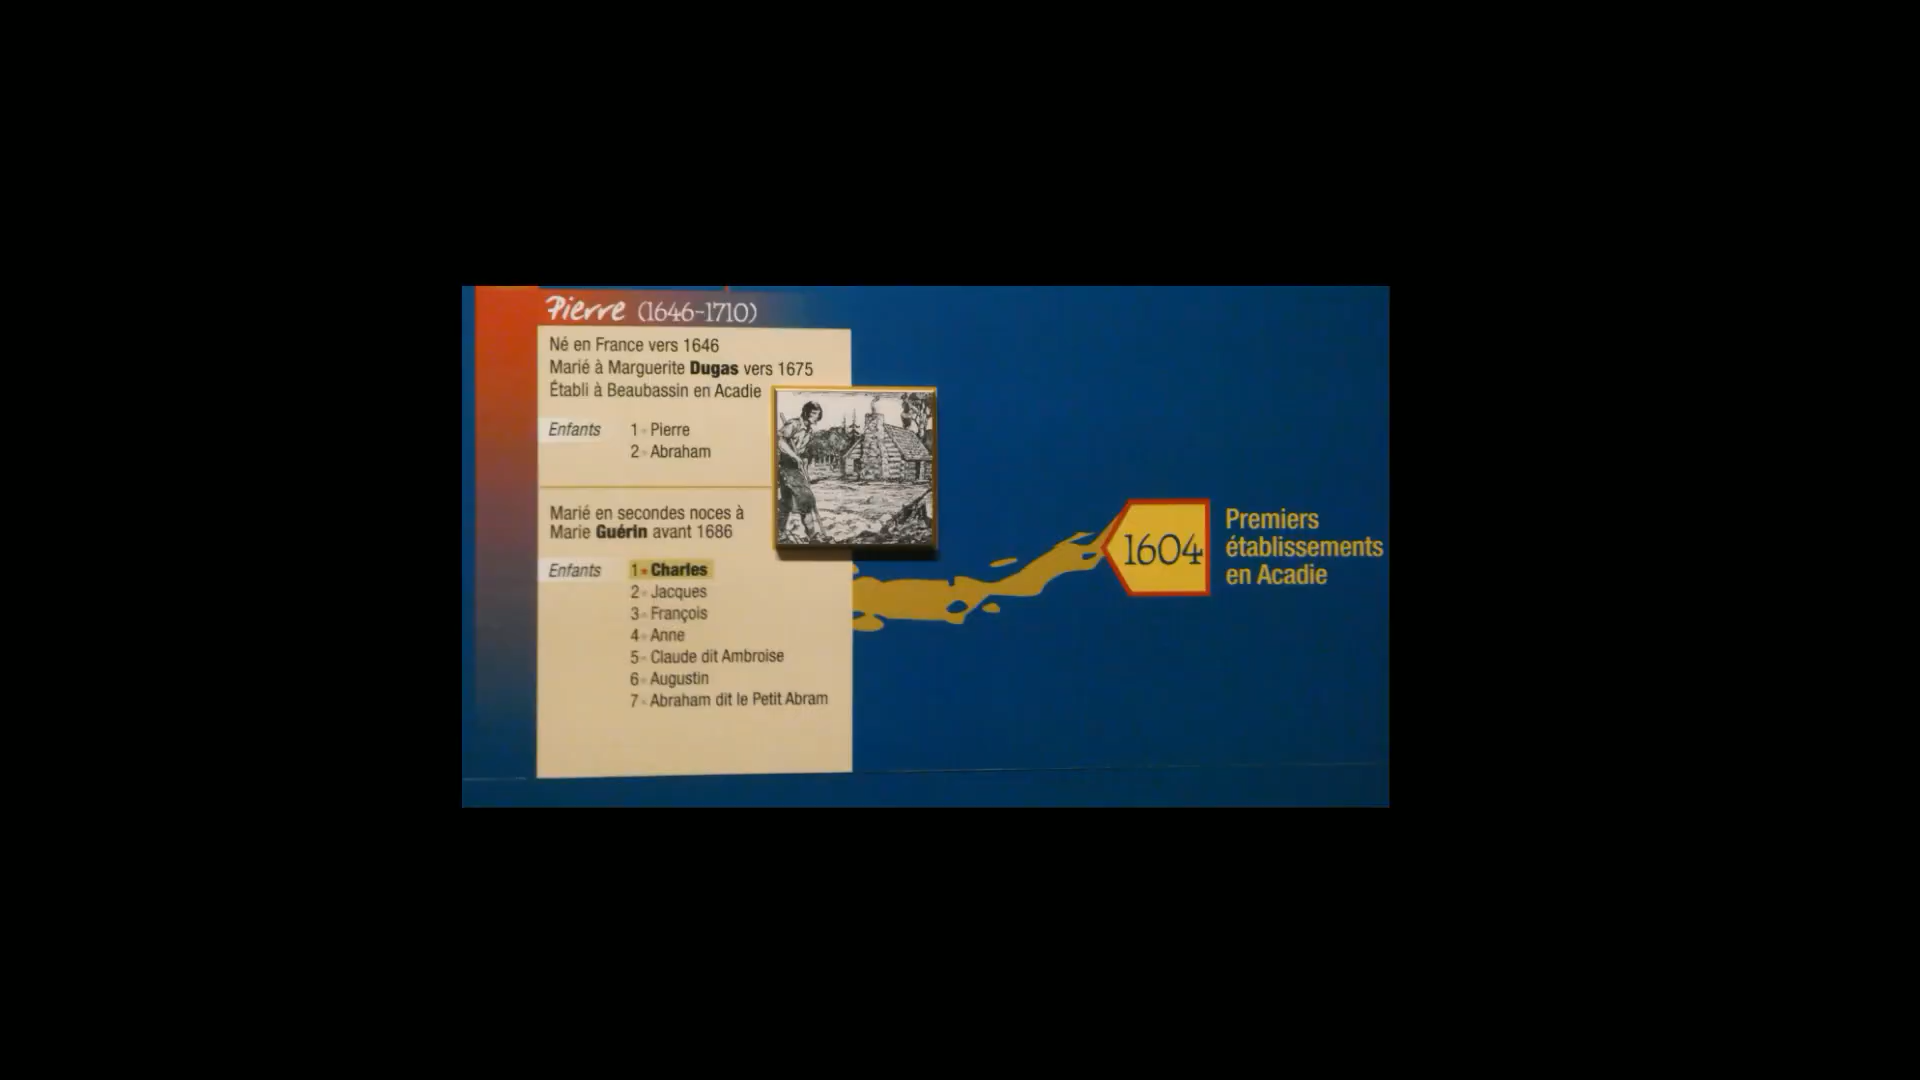 Pierre (1646-1710)
Né en France vers 1646
Marié à Marguerite Dugas vers 1675
Établi à Beaubassin en Acadie
Enfants 1 • Pierre
2 • Abraham
Marié en secondes noces à
Marie Guérin avant 1686
Enfants 1 • Charles
2 • Jacques
3 • François
4 • Anne
5 • Claude dit Ambroise
6 • Augustin
7 • Abraham dit le Petit Abram
1604
Premiers
établissements
en Acadie